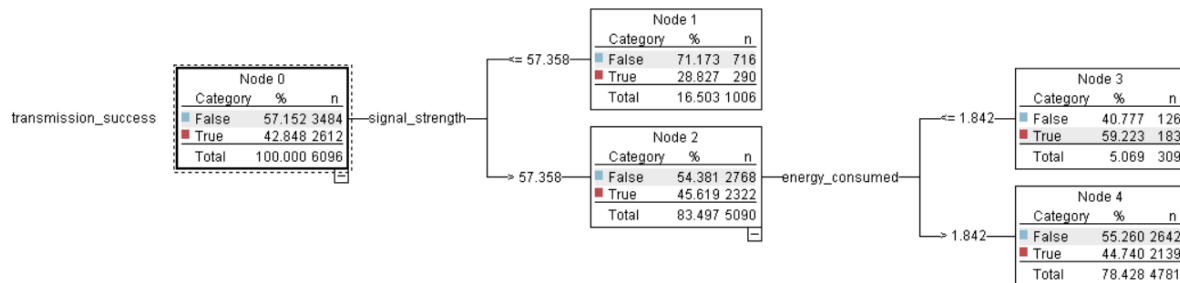 transmission_success
Node 0
Category % n
False 57.152 3484
True 42.848 2612
Total 100.000 6096
signal_strength
<= 57.358
Node 1
Category % n
False 71.173 716
True 28.827 290
Total 16.503 1006
> 57.358
Node 2
Category % n
False 54.381 2768
True 45.619 2322
Total 83.497 5090
energy_consumed
<= 1.842
Node 3
Category % n
False 40.777 126
True 59.223 183
Total 5.069 309
> 1.842
Node 4
Category % n
False 55.260 2642
True 44.740 2139
Total 78.428 4781